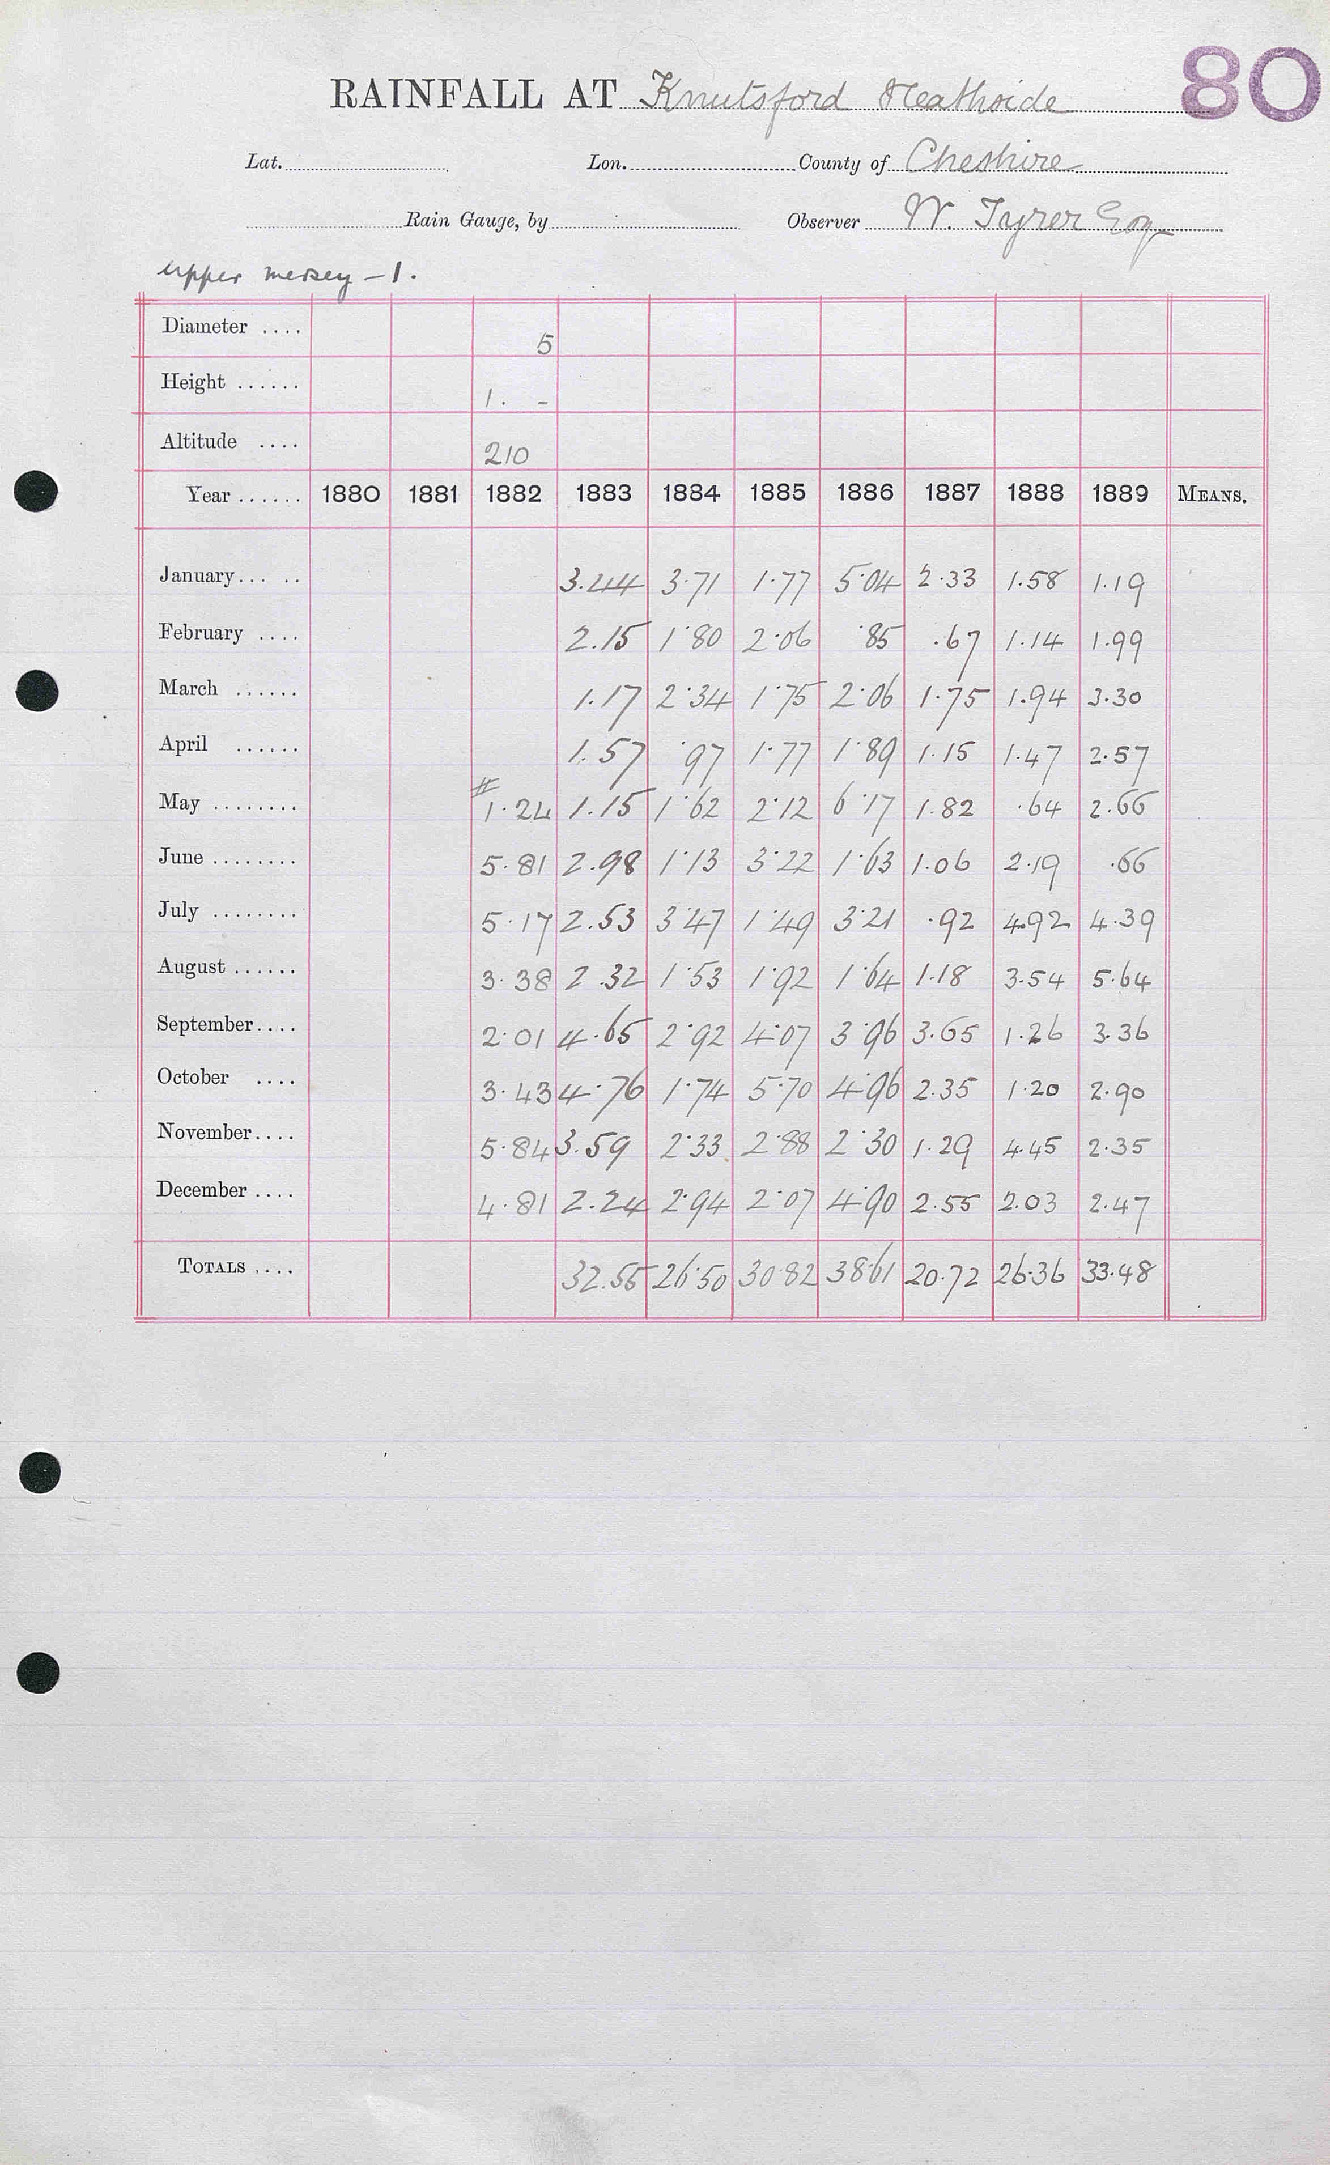 80
RAINFALL AT Knutsford Heathside
Lat. Lon. County of Cheshire
Rain Gauge, by Observer W. Tayrer Esq
Upper Mersey – 1.
Diameter .... 5
Height ...... 1. -
Altitude .... 210
Year ...... 1880 1881 1882 1883 1884 1885 1886 1887 1888 1889 MEANS.
January... .. 3.44 3.71 1.77 5.04 2.33 1.58 1.19
February .... 2.15 1.80 2.06 .85 .67 1.14 1.99
March ...... 1.17 2.34 1.75 2.06 1.75 1.94 3.30
April ...... 1.57 .97 1.77 1.89 1.15 1.47 2.57
May ........ #1.24 1.15 1.62 2.12 6.17 1.82 .64 2.66
June ........ 5.81 2.98 1.13 3.22 1.63 1.06 2.19 .66
July ........ 5.17 2.53 3.47 1.49 3.21 .92 4.92 4.39
August ...... 3.38 2.32 1.53 1.92 1.64 1.18 3.54 5.64
September.... 2.01 4.65 2.92 4.07 3.96 3.65 1.26 3.36
October .... 3.43 4.76 1.74 5.70 4.96 2.35 1.20 2.90
November.... 5.84 3.59 2.33 2.88 2.30 1.29 4.45 2.35
December .... 4.81 2.24 2.94 2.07 4.90 2.55 2.03 2.47
TOTALS .... 32.55 26.50 30.82 38.61 20.72 26.36 33.48